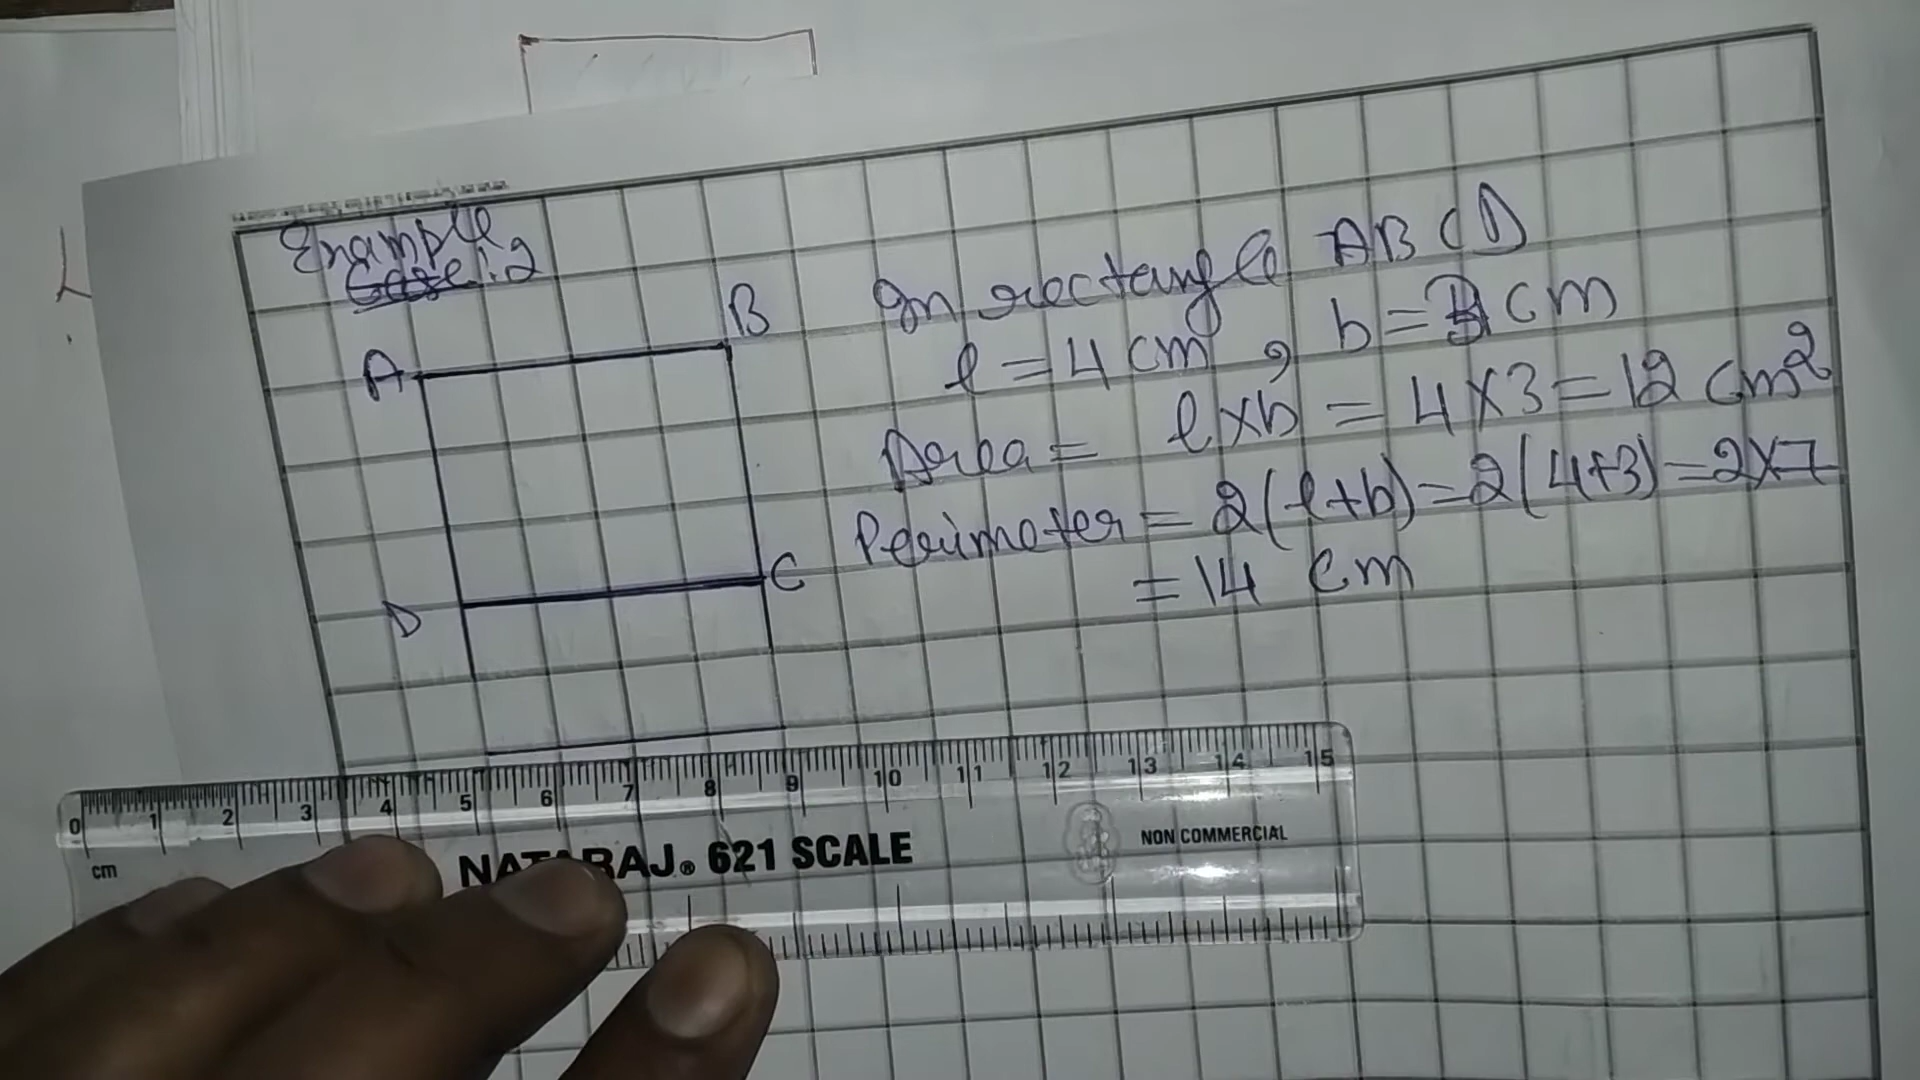 Example
Case: 2
In rectangle ABCD
l = 4 cm , b = 3 cm
Area = l x b = 4 x 3 = 12 cm²
Perimeter = 2(l+b) = 2(4+3) = 2x7
= 14 cm
A
B
C
D
0 1 2 3 4 5 6 7 8 9 10 11 12 13 14 15
cm
NATARAJ® 621 SCALE
NON COMMERCIAL